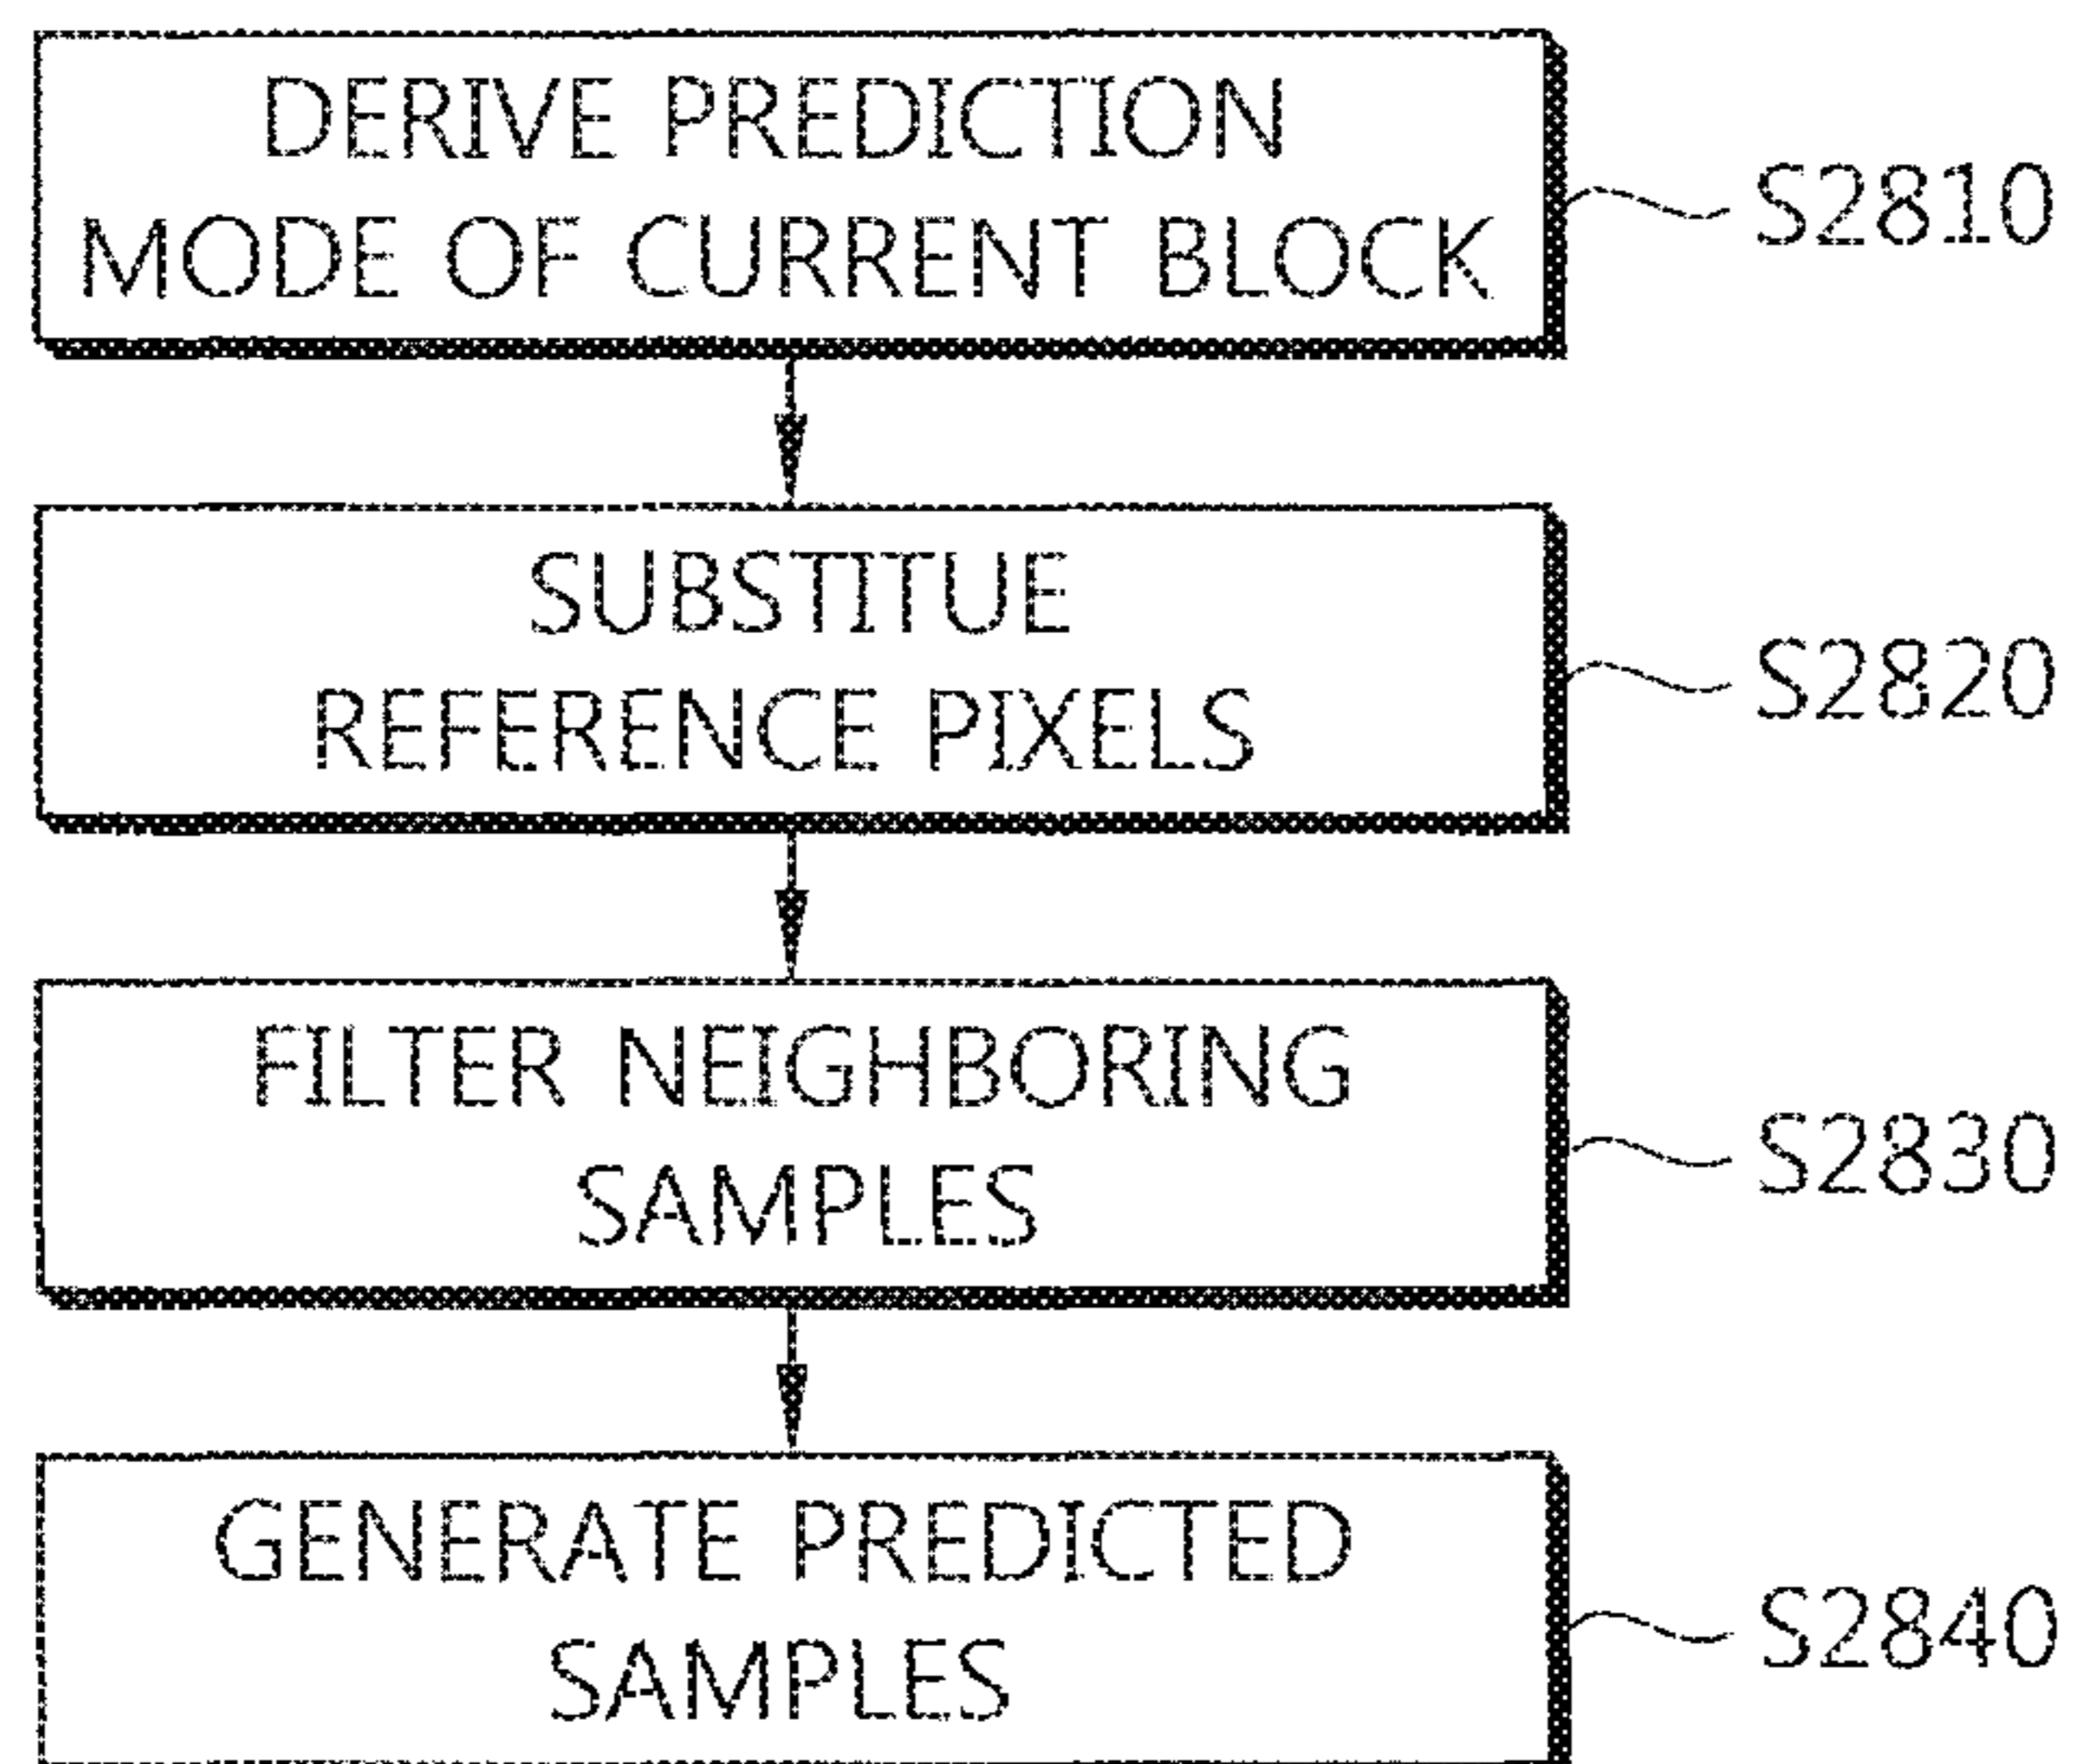 DERIVE PREDICTION
MODE OF CURRENT BLOCK
S2810
SUBSTITUE
REFERENCE PIXELS
S2820
FILTER NEIGHBORING
SAMPLES
S2830
GENERATE PREDICTED
SAMPLES
S2840